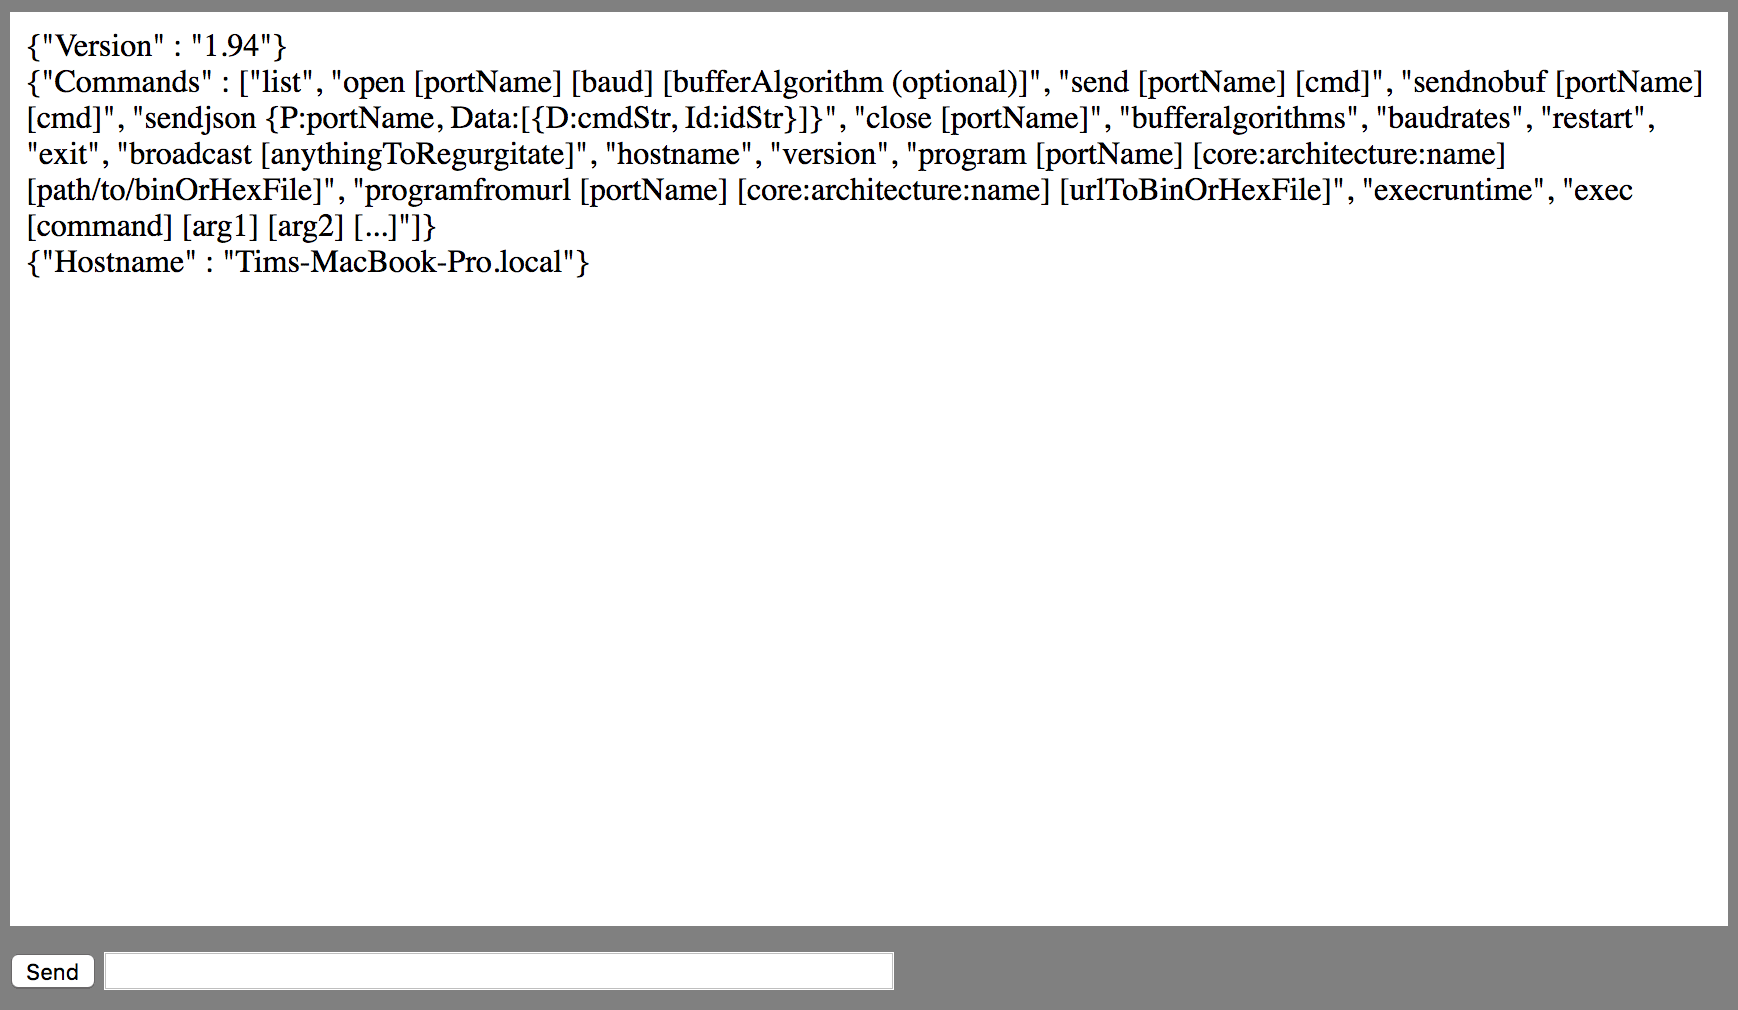 {"Version" : "1.94"}
{"Commands" : ["list", "open [portName] [baud] [bufferAlgorithm (optional)]", "send [portName] [cmd]", "sendnobuf [portName]
[cmd]", "sendjson {P:portName, Data:[{D:cmdStr, Id:idStr}]}", "close [portName]", "bufferalgorithms", "baudrates", "restart",
"exit", "broadcast [anythingToRegurgitate]", "hostname", "version", "program [portName] [core:architecture:name]
[path/to/binOrHexFile]", "programfromurl [portName] [core:architecture:name] [urlToBinOrHexFile]", "execruntime", "exec
[command] [arg1] [arg2] [...]"]}
{"Hostname" : "Tims-MacBook-Pro.local"}
Send